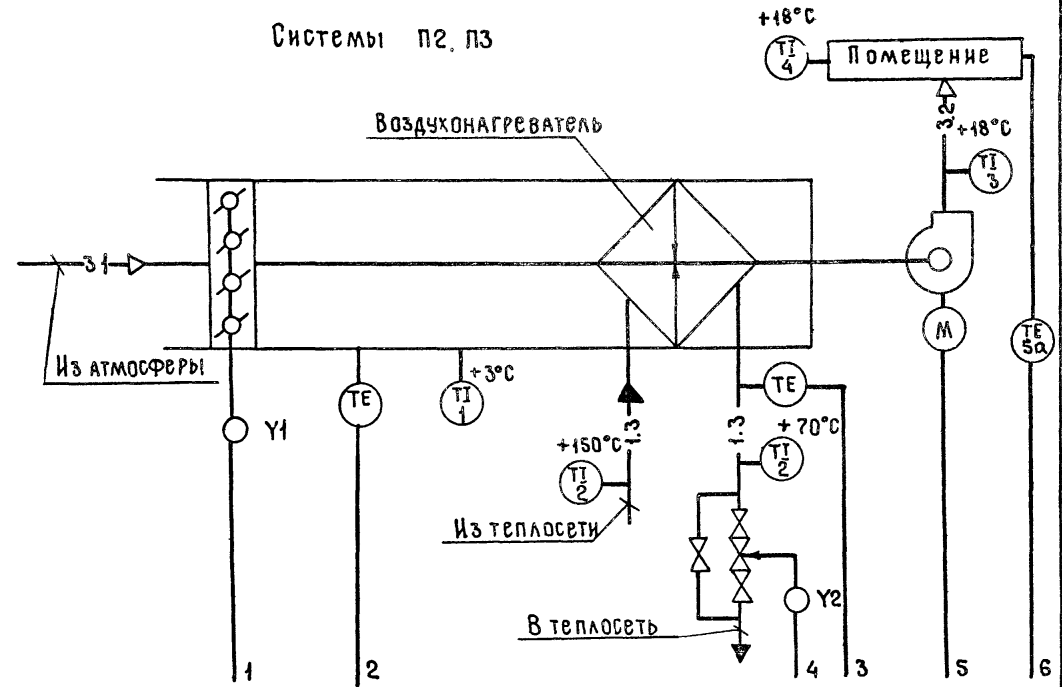 Системы П2, П3
+18°С
TI
4
Помещение
Воздухонагреватель
3.2
+18°С
TI
3
3.1
Из атмосферы
TE
TI
1
+3°С
M
TE
5а
Y1
1.3
1.3
TE
+150°С
TI
2
+70°С
TI
2
Из теплосети
Y2
В теплосеть
1
2
4
3
5
6